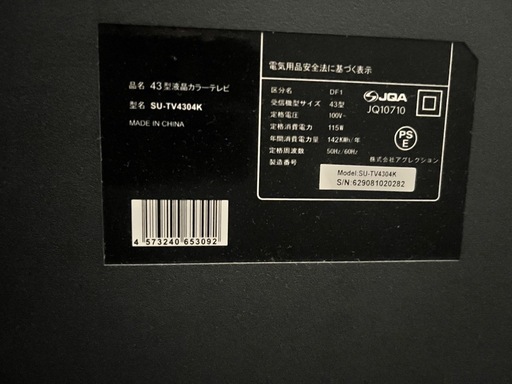 品名 43型液晶カラーテレビ
型名 SU-TV4304K
MADE IN CHINA
4 573240 653092
電気用品安全法に基づく表示
区分名 DF1
受信機型サイズ 43型
定格電圧 100V~
定格消費電力 115W
年間消費電力量 142KWh/年
定格周波数 50Hz/60Hz
製造番号
JQA
JQ10710
PS
E
株式会社アグレクション
Model:SU-TV4304K
S/N:629081020282